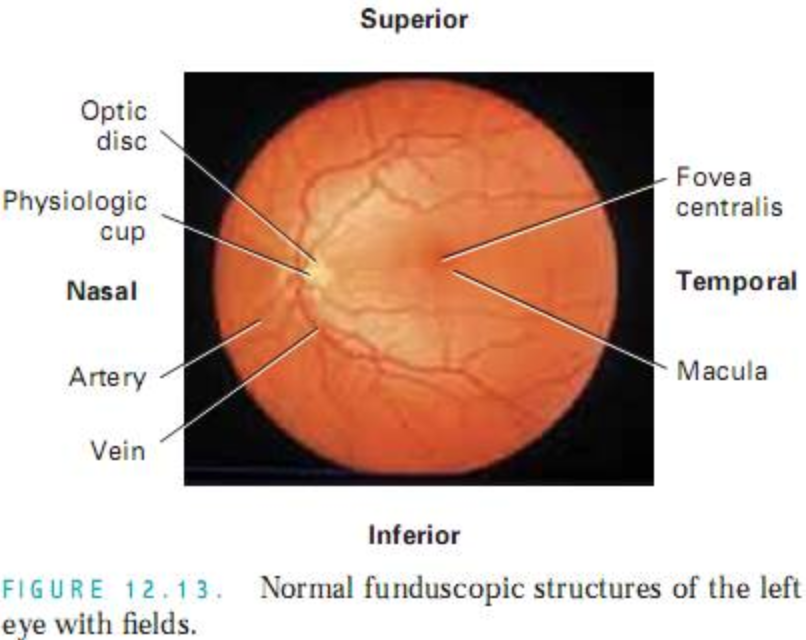 Superior
Optic
disc
Physiologic
cup
Nasal
Artery
Vein
Fovea
centralis
Temporal
Macula
Inferior
FIGURE 12.13. Normal funduscopic structures of the left
eye with fields.